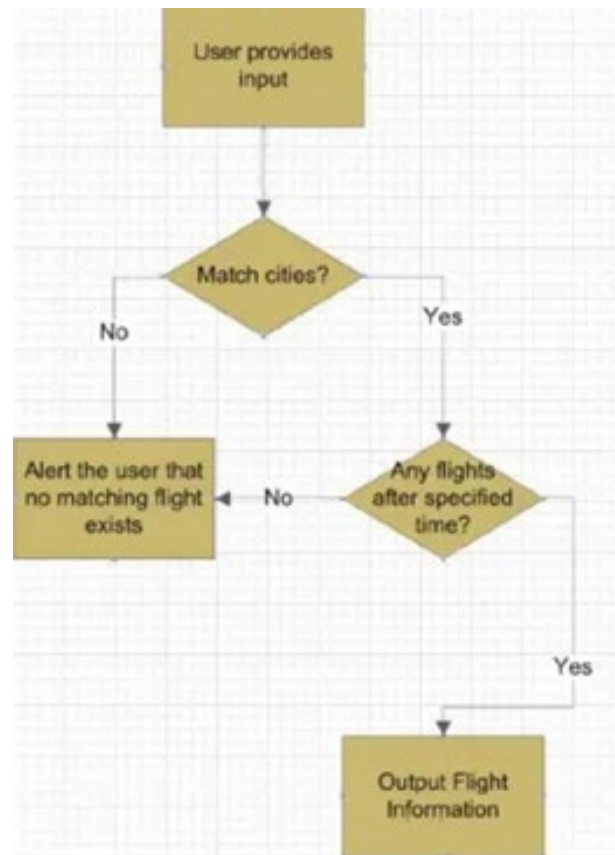 User provides
input
Match cities?
No
Yes
Alert the user that
no matching flight
exists
No
Any flights
after specified
time?
Yes
Output Flight
Information